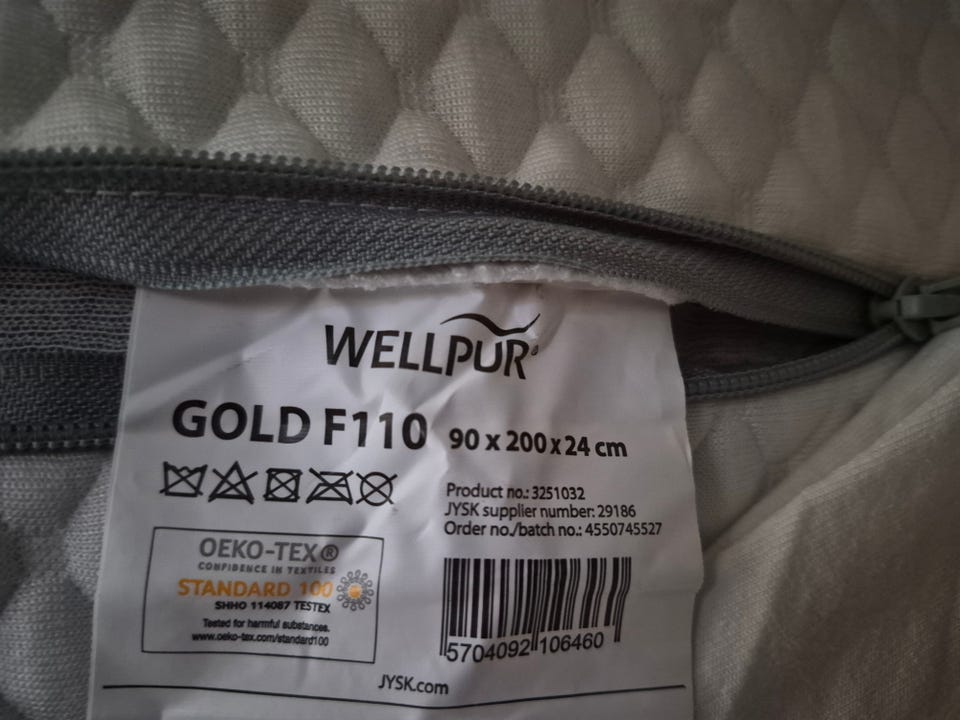 WELLPUR®
GOLD F110 90 x 200 x 24 cm
Product no.: 3251032
JYSK supplier number: 29186
Order no./batch no.: 4550745527
OEKO-TEX®
CONFIDENCE IN TEXTILES
STANDARD 100
SHHO 114087 TESTEX
Tested for harmful substances.
www.oeko-tex.com/standard100
5704092 106460
JYSK.com